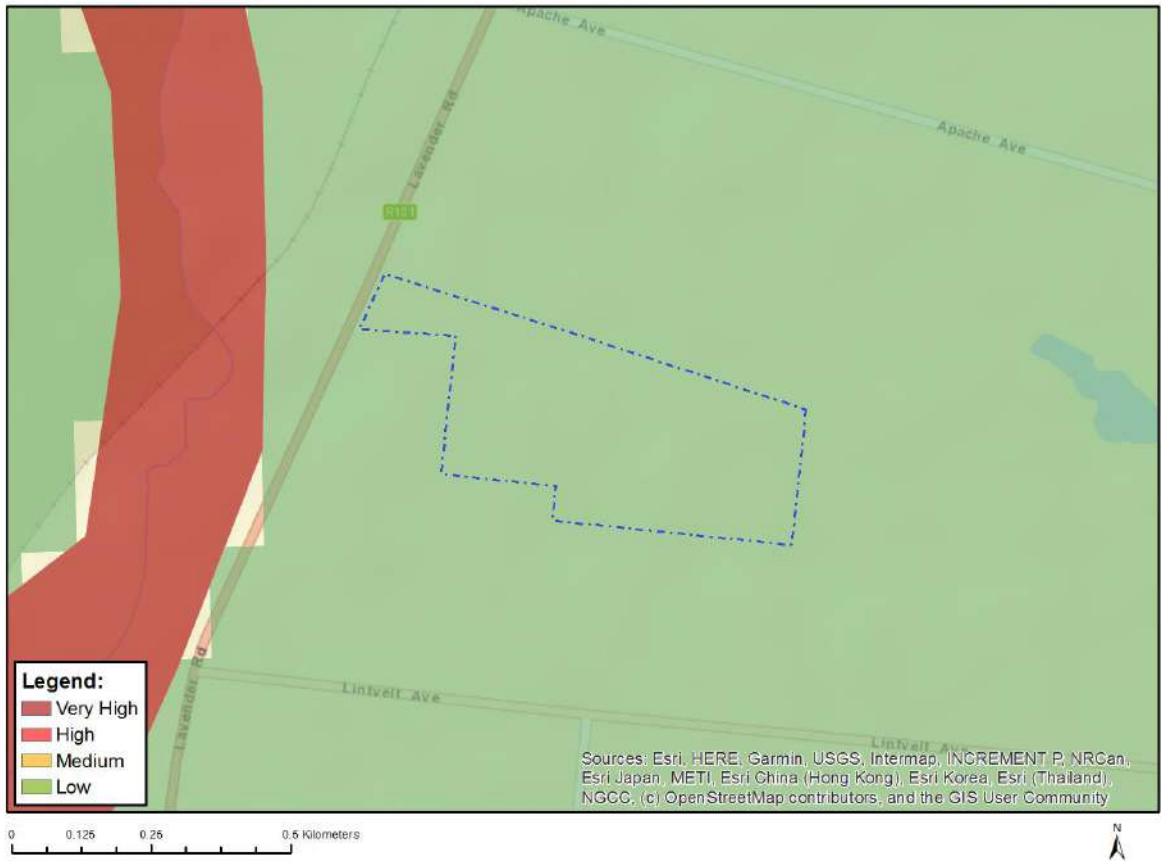 Apache Ave
Lavender Rd
Apache Ave
R101
Lavender Rd
Lintvelt Ave
Lintvelt Ave
Legend:
Very High
High
Medium
Low
Sources: Esri, HERE, Garmin, USGS, Intermap, INCREMENT P, NRCan,
Esri Japan, METI, Esri China (Hong Kong), Esri Korea, Esri (Thailand),
NGCC, (c) OpenStreetMap contributors, and the GIS User Community
0 0.125 0.25 0.5 Kilometers
N